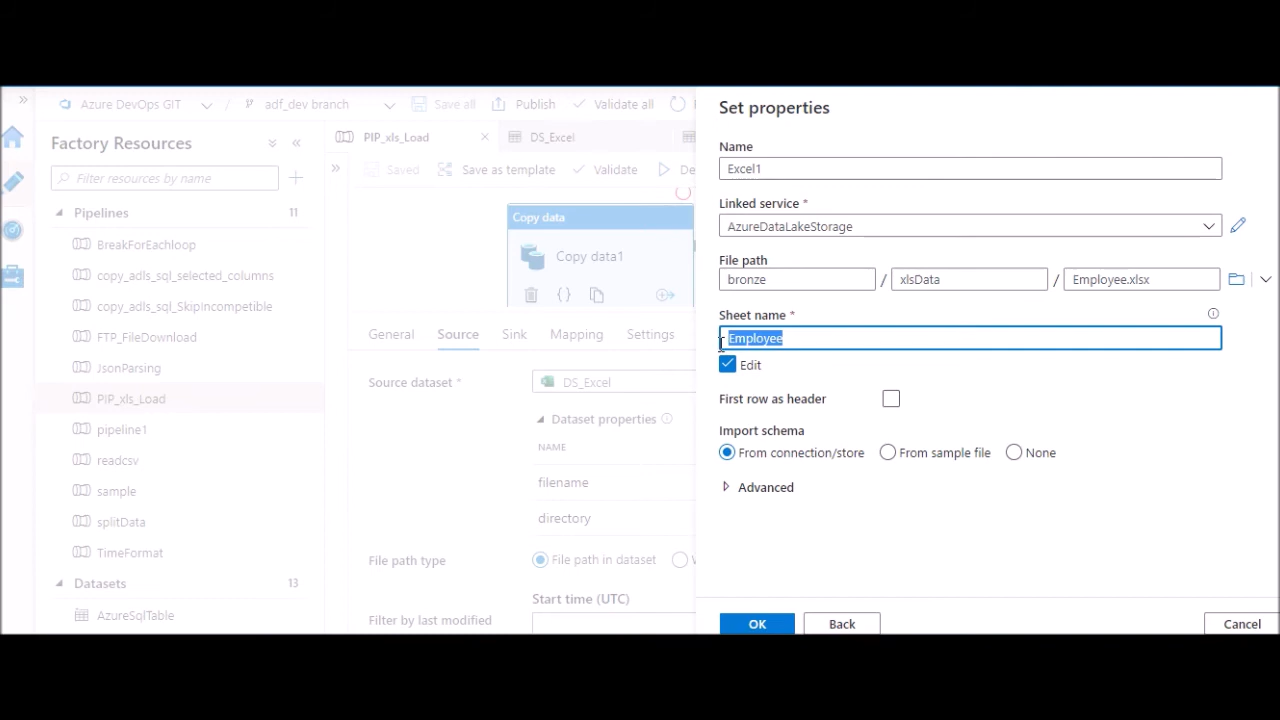 Azure DevOps GIT / adf_dev branch Save all Publish Validate all
Factory Resources
Filter resources by name
Pipelines 11
BreakForEachloop
copy_adls_sql_selected_columns
copy_adls_sql_SkipIncompetible
FTP_FileDownload
JsonParsing
PIP_xls_Load
pipeline1
readcsv
sample
splitData
TimeFormat
Datasets 13
AzureSqlTable
PIP_xls_Load DS_Excel
Saved Save as template Validate De
Copy data
Copy data1
General Source Sink Mapping Settings
Source dataset * DS_Excel
Dataset properties
NAME
filename
directory
File path type File path in dataset
Start time (UTC)
Filter by last modified
Set properties
Name
Excel1
Linked service *
AzureDataLakeStorage
File path
bronze / xlsData / Employee.xlsx
Sheet name *
Employee
Edit
First row as header
Import schema
From connection/store From sample file None
Advanced
OK Back Cancel